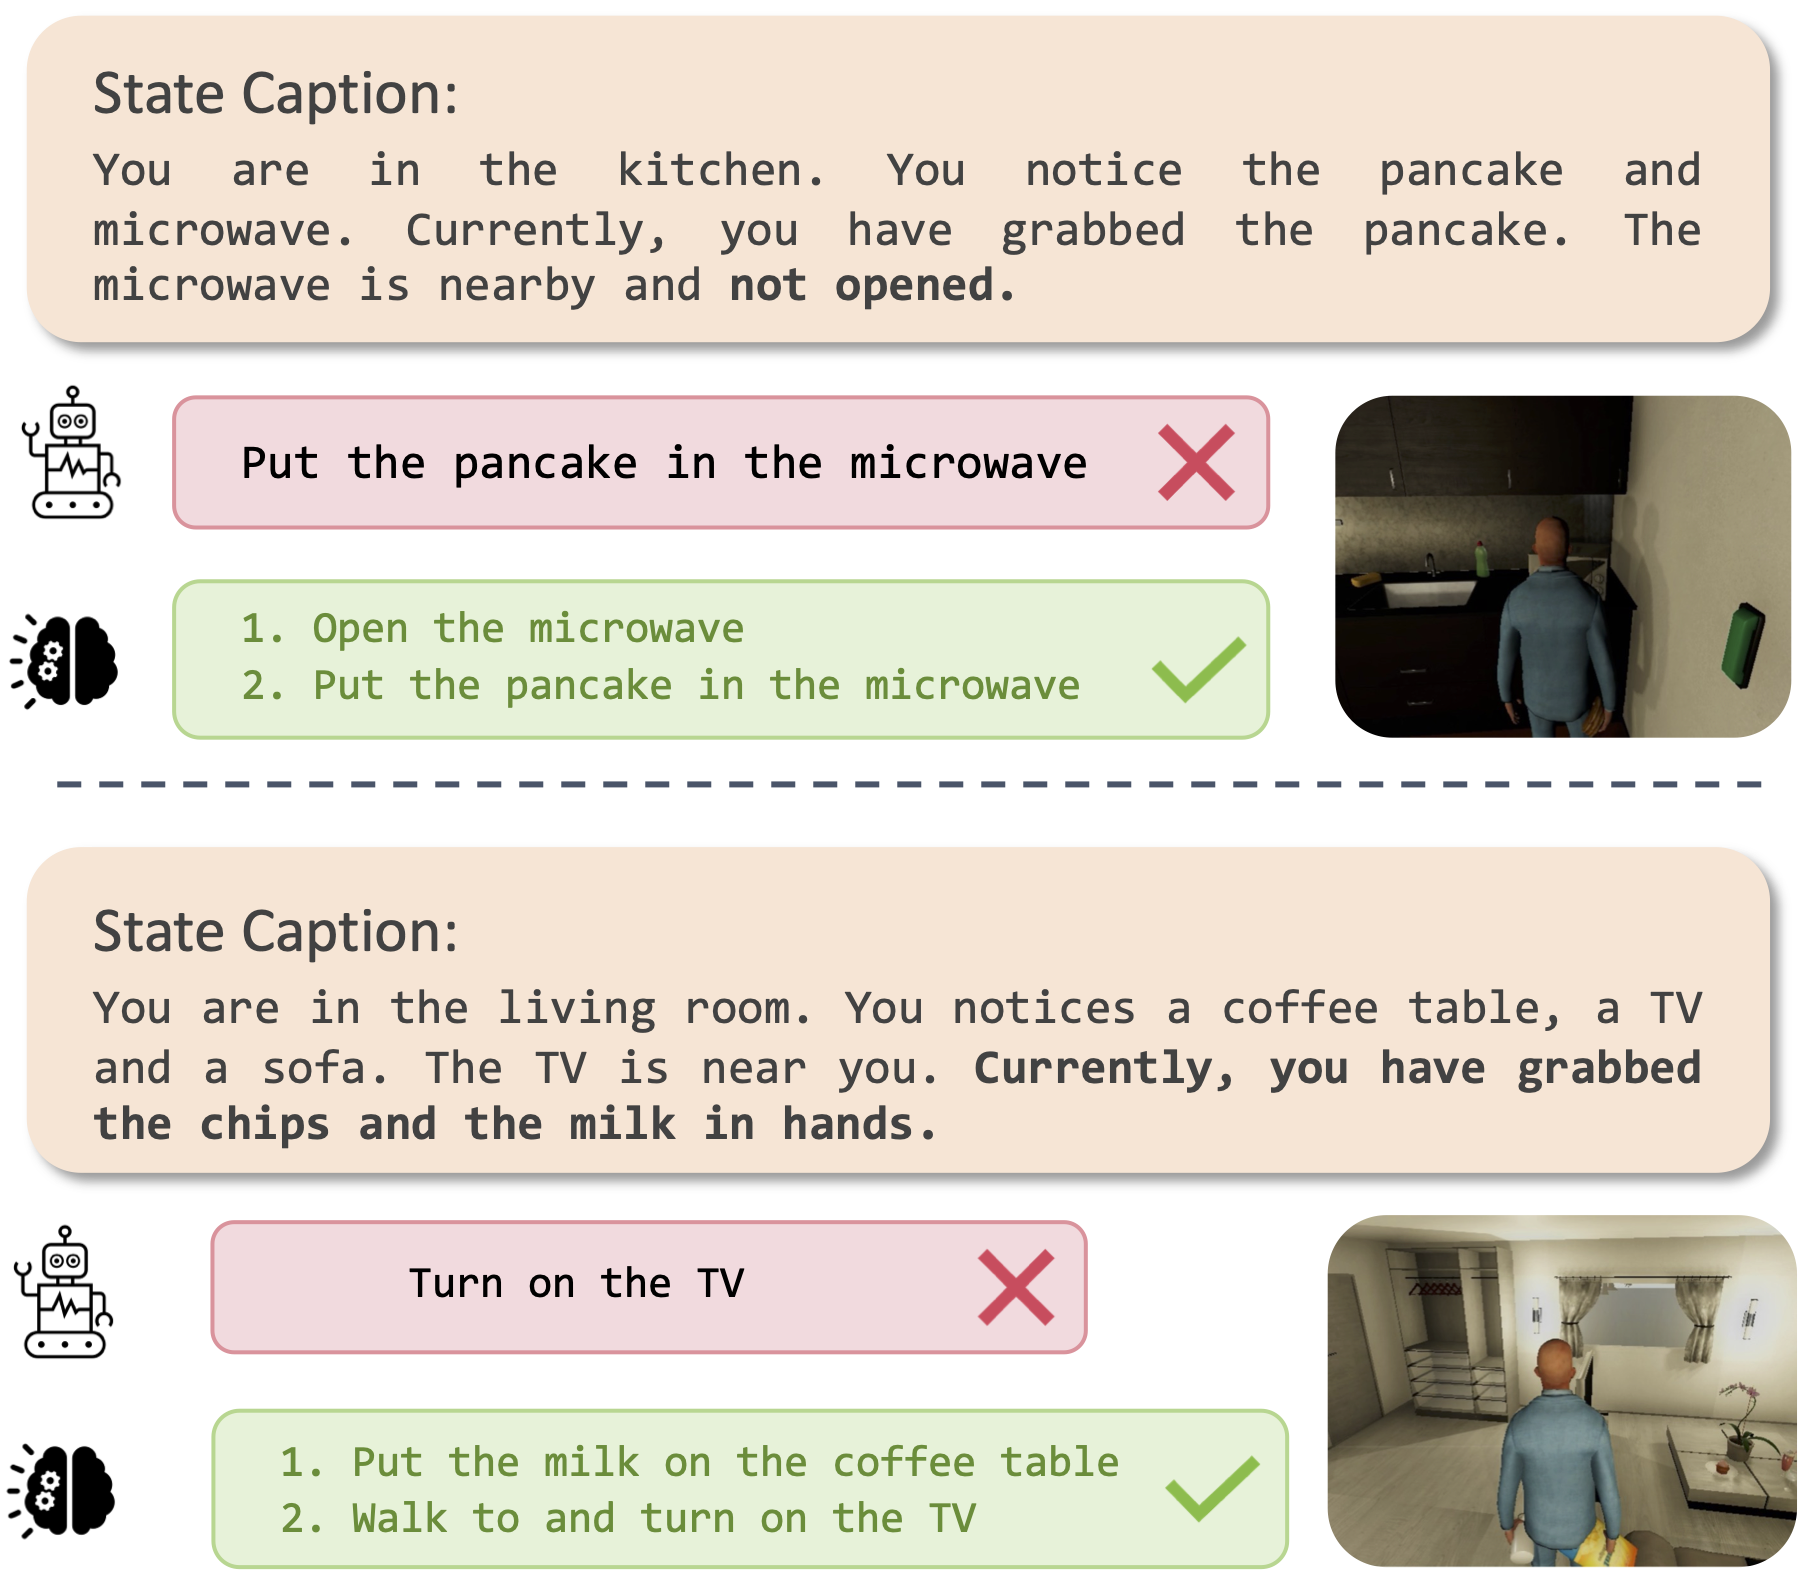 State Caption:
You are in the kitchen. You notice the pancake and
microwave. Currently, you have grabbed the pancake. The
microwave is nearby and not opened.
Put the pancake in the microwave
1. Open the microwave
2. Put the pancake in the microwave
State Caption:
You are in the living room. You notices a coffee table, a TV
and a sofa. The TV is near you. Currently, you have grabbed
the chips and the milk in hands.
Turn on the TV
1. Put the milk on the coffee table
2. Walk to and turn on the TV